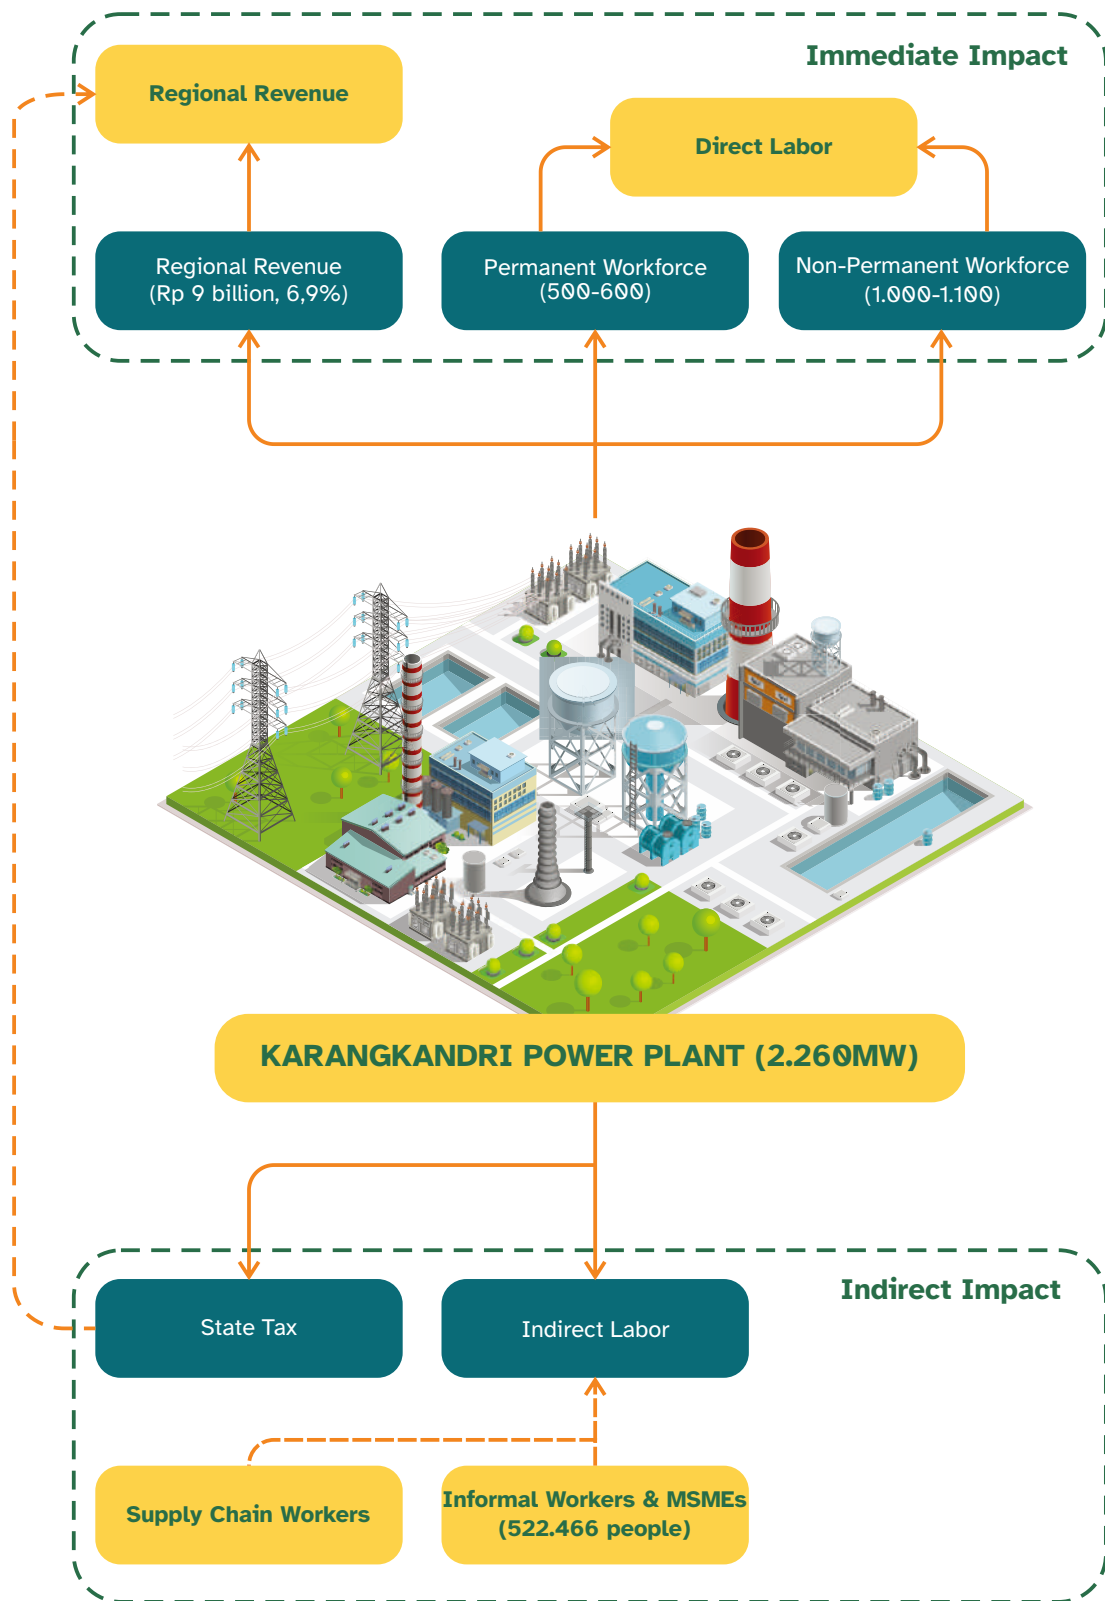 Immediate Impact
Regional Revenue
Direct Labor
Regional Revenue
(Rp 9 billion, 6,9%)
Permanent Workforce
(500-600)
Non-Permanent Workforce
(1.000-1.100)
KARANGKANDRI POWER PLANT (2.260MW)
Indirect Impact
State Tax
Indirect Labor
Supply Chain Workers
Informal Workers & MSMEs
(522.466 people)